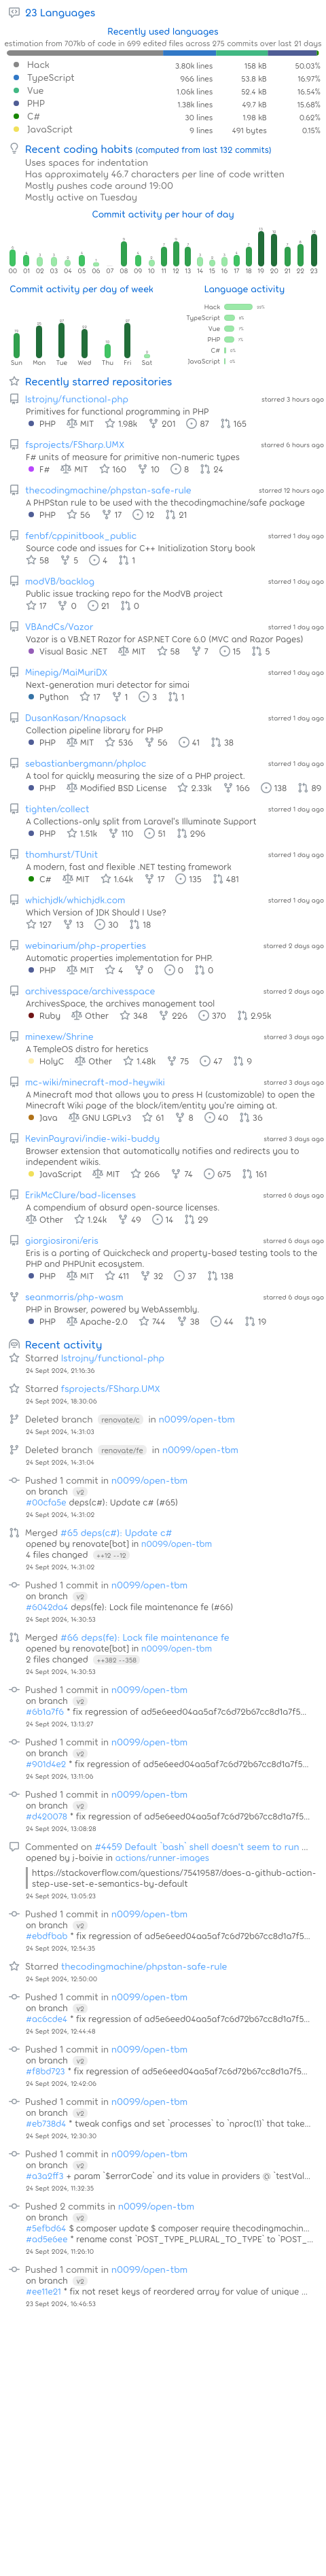 23 Languages
Recently used languages
estimation from 707kb of code in 699 edited files across 275 commits over last 21 days
Hack 3.80k lines 158 kB 50.03%
TypeScript 966 lines 53.8 kB 16.97%
Vue 1.06k lines 52.4 kB 16.54%
PHP 1.38k lines 49.7 kB 15.68%
C# 30 lines 1.98 kB 0.62%
JavaScript 9 lines 491 bytes 0.15%
Recent coding habits (computed from last 132 commits)
Uses spaces for indentation
Has approximately 46.7 characters per line of code written
Mostly pushes code around 19:00
Mostly active on Tuesday
Commit activity per hour of day
00 01 02 03 04 05 06 07 08 09 10 11 12 13 14 15 16 17 18 19 20 21 22 23
Commit activity per day of week
Language activity
Hack
TypeScript
Vue
PHP
C#
JavaScript
Sun Mon Tue Wed Thu Fri Sat
Recently starred repositories
lstrojny/functional-php starred 3 hours ago
Primitives for functional programming in PHP
PHP MIT 1.98k 201 87 165
fsprojects/FSharp.UMX starred 6 hours ago
F# units of measure for primitive non-numeric types
F# MIT 160 10 8 24
thecodingmachine/phpstan-safe-rule starred 12 hours ago
A PHPStan rule to be used with the thecodingmachine/safe package
PHP 56 17 12 21
fenbf/cppinitbook_public starred 1 day ago
Source code and issues for C++ Initialization Story book
58 5 4 1
modVB/backlog starred 1 day ago
Public issue tracking repo for the ModVB project
17 0 21 0
VBAndCs/Vazor starred 1 day ago
Vazor is a VB.NET Razor for ASP.NET Core 6.0 (MVC and Razor Pages)
Visual Basic .NET MIT 58 7 15 5
Minepig/MaiMuriDX starred 1 day ago
Next-generation muri detector for simai
Python 17 1 3 1
DusanKasan/Knapsack starred 1 day ago
Collection pipeline library for PHP
PHP MIT 536 56 41 38
sebastianbergmann/phploc starred 1 day ago
A tool for quickly measuring the size of a PHP project.
PHP Modified BSD License 2.33k 166 138 89
tighten/collect starred 1 day ago
A Collections-only split from Laravel's Illuminate Support
PHP 1.51k 110 51 296
thomhurst/TUnit starred 1 day ago
A modern, fast and flexible .NET testing framework
C# MIT 1.64k 17 135 481
whichjdk/whichjdk.com starred 1 day ago
Which Version of JDK Should I Use?
127 13 30 18
webinarium/php-properties starred 2 days ago
Automatic properties implementation for PHP.
PHP MIT 4 0 0 0
archivesspace/archivesspace starred 2 days ago
ArchivesSpace, the archives management tool
Ruby Other 348 226 370 2.95k
minexew/Shrine starred 3 days ago
A TempleOS distro for heretics
HolyC Other 1.48k 75 47 9
mc-wiki/minecraft-mod-heywiki starred 3 days ago
A Minecraft mod that allows you to press H (customizable) to open the
Minecraft Wiki page of the block/item/entity you're aiming at.
Java GNU LGPLv3 61 8 40 36
KevinPayravi/indie-wiki-buddy starred 3 days ago
Browser extension that automatically notifies and redirects you to
independent wikis.
JavaScript MIT 266 74 675 161
ErikMcClure/bad-licenses starred 6 days ago
A compendium of absurd open-source licenses.
Other 1.24k 49 14 29
giorgiosironi/eris starred 6 days ago
Eris is a porting of Quickcheck and property-based testing tools to the
PHP and PHPUnit ecosystem.
PHP MIT 411 32 37 138
seanmorris/php-wasm starred 6 days ago
PHP in Browser, powered by WebAssembly.
PHP Apache-2.0 744 38 44 19
Recent activity
Starred lstrojny/functional-php
24 Sept 2024, 21:16:36
Starred fsprojects/FSharp.UMX
24 Sept 2024, 18:30:06
Deleted branch renovate/c in n0099/open-tbm
24 Sept 2024, 14:31:03
Deleted branch renovate/fe in n0099/open-tbm
24 Sept 2024, 14:31:04
Pushed 1 commit in n0099/open-tbm
on branch v2
#00cfa5e deps(c#): Update c# (#65)
24 Sept 2024, 14:31:02
Merged #65 deps(c#): Update c#
opened by renovate[bot] in n0099/open-tbm
4 files changed ++12 --12
24 Sept 2024, 14:31:02
Pushed 1 commit in n0099/open-tbm
on branch v2
#6042da4 deps(fe): Lock file maintenance fe (#66)
24 Sept 2024, 14:30:53
Merged #66 deps(fe): Lock file maintenance fe
opened by renovate[bot] in n0099/open-tbm
2 files changed ++382 --358
24 Sept 2024, 14:30:53
Pushed 1 commit in n0099/open-tbm
on branch v2
#6b1a7f6 * fix regression of ad5e6eed04aa5af7c6d72b67cc8d1a7f5...
24 Sept 2024, 13:13:27
Pushed 1 commit in n0099/open-tbm
on branch v2
#901d4e2 * fix regression of ad5e6eed04aa5af7c6d72b67cc8d1a7f5...
24 Sept 2024, 13:11:06
Pushed 1 commit in n0099/open-tbm
on branch v2
#d420078 * fix regression of ad5e6eed04aa5af7c6d72b67cc8d1a7f5...
24 Sept 2024, 13:08:28
Commented on #4459 Default `bash` shell doesn't seem to run ...
opened by j-boivie in actions/runner-images
https://stackoverflow.com/questions/75419587/does-a-github-action-
step-use-set-e-semantics-by-default
24 Sept 2024, 13:05:23
Pushed 1 commit in n0099/open-tbm
on branch v2
#ebdfbab * fix regression of ad5e6eed04aa5af7c6d72b67cc8d1a7f5...
24 Sept 2024, 12:54:35
Starred thecodingmachine/phpstan-safe-rule
24 Sept 2024, 12:50:00
Pushed 1 commit in n0099/open-tbm
on branch v2
#ac6cde4 * fix regression of ad5e6eed04aa5af7c6d72b67cc8d1a7f5...
24 Sept 2024, 12:44:48
Pushed 1 commit in n0099/open-tbm
on branch v2
#f8bd723 * fix regression of ad5e6eed04aa5af7c6d72b67cc8d1a7f5...
24 Sept 2024, 12:42:06
Pushed 1 commit in n0099/open-tbm
on branch v2
#eb738d4 * tweak configs and set `processes` to `nproc(1)` that take...
24 Sept 2024, 12:30:30
Pushed 1 commit in n0099/open-tbm
on branch v2
#a3a2ff3 + param `$errorCode` and its value in providers @ `testVal...
24 Sept 2024, 11:32:35
Pushed 2 commits in n0099/open-tbm
on branch v2
#5efbd64 $ composer update $ composer require thecodingmachin...
#ad5e6ee * rename const `POST_TYPE_PLURAL_TO_TYPE` to `POST_...
24 Sept 2024, 11:26:10
Pushed 1 commit in n0099/open-tbm
on branch v2
#ee11e21 * fix not reset keys of reordered array for value of unique ...
23 Sept 2024, 16:46:53